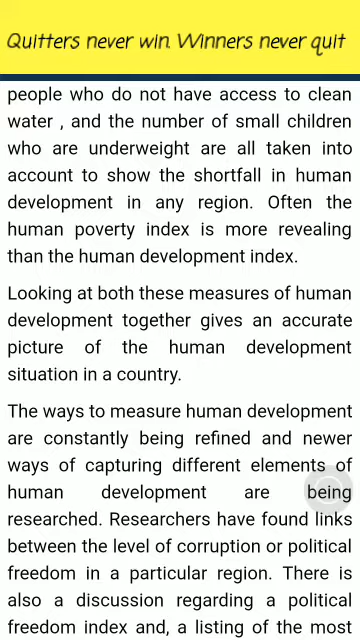 Quitters never win. Winners never quit
people who do not have access to clean
water , and the number of small children
who are underweight are all taken into
account to show the shortfall in human
development in any region. Often the
human poverty index is more revealing
than the human development index.
Looking at both these measures of human
development together gives an accurate
picture of the human development
situation in a country.
The ways to measure human development
are constantly being refined and newer
ways of capturing different elements of
human development are being
researched. Researchers have found links
between the level of corruption or political
freedom in a particular region. There is
also a discussion regarding a political
freedom index and, a listing of the most